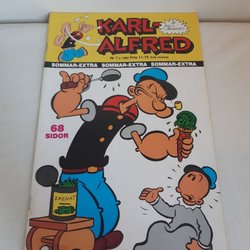 KARL-
ALFRED
SOMMAR-EXTRA SOMMAR-EXTRA SOMMAR-EXTRA
68
SIDOR
SPENAT